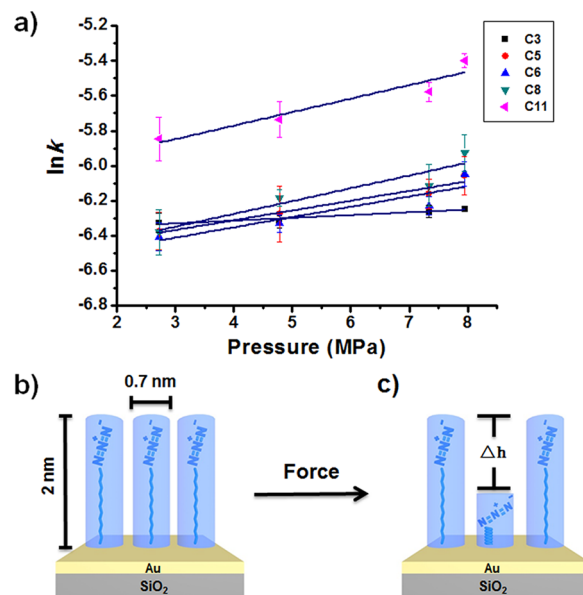 a)
-5.2
-5.4
-5.6
-5.8
-6.0
-6.2
-6.4
-6.6
-6.8
lnk
2 3 4 5 6 7 8 9
Pressure (MPa)
C3
C5
C6
C8
C11
b)
0.7 nm
2 nm
N=N=N
+
-
N=N=N
+
-
N=N=N
+
-
Au
SiO₂
Force
c)
△h
N=N=N
+
-
N=N=N
+
-
N=N=N
+
-
Au
SiO₂